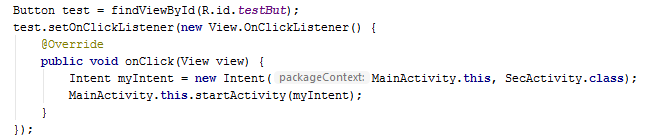 Button test = findViewById(R.id.testBut);
test.setOnClickListener(new View.OnClickListener() {
@Override
public void onClick(View view) {
Intent myIntent = new Intent( packageContext: MainActivity.this, SecActivity.class);
MainActivity.this.startActivity(myIntent);
}
});